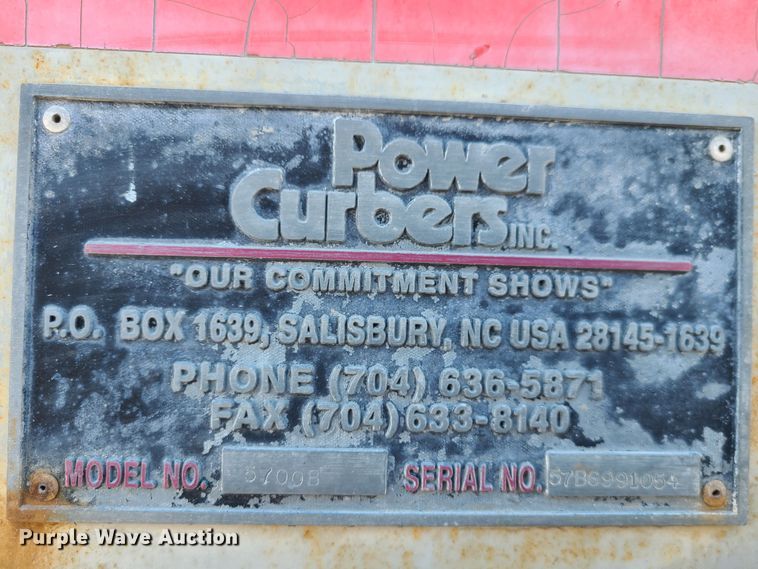 Power
Curbers, INC.
"OUR COMMITMENT SHOWS"
P.O. BOX 1639, SALISBURY, NC USA 28145-1639
PHONE (704) 636-5871
FAX (704) 633-8140
MODEL NO. 5700B SERIAL NO. 57B6991054
Purple Wave Auction